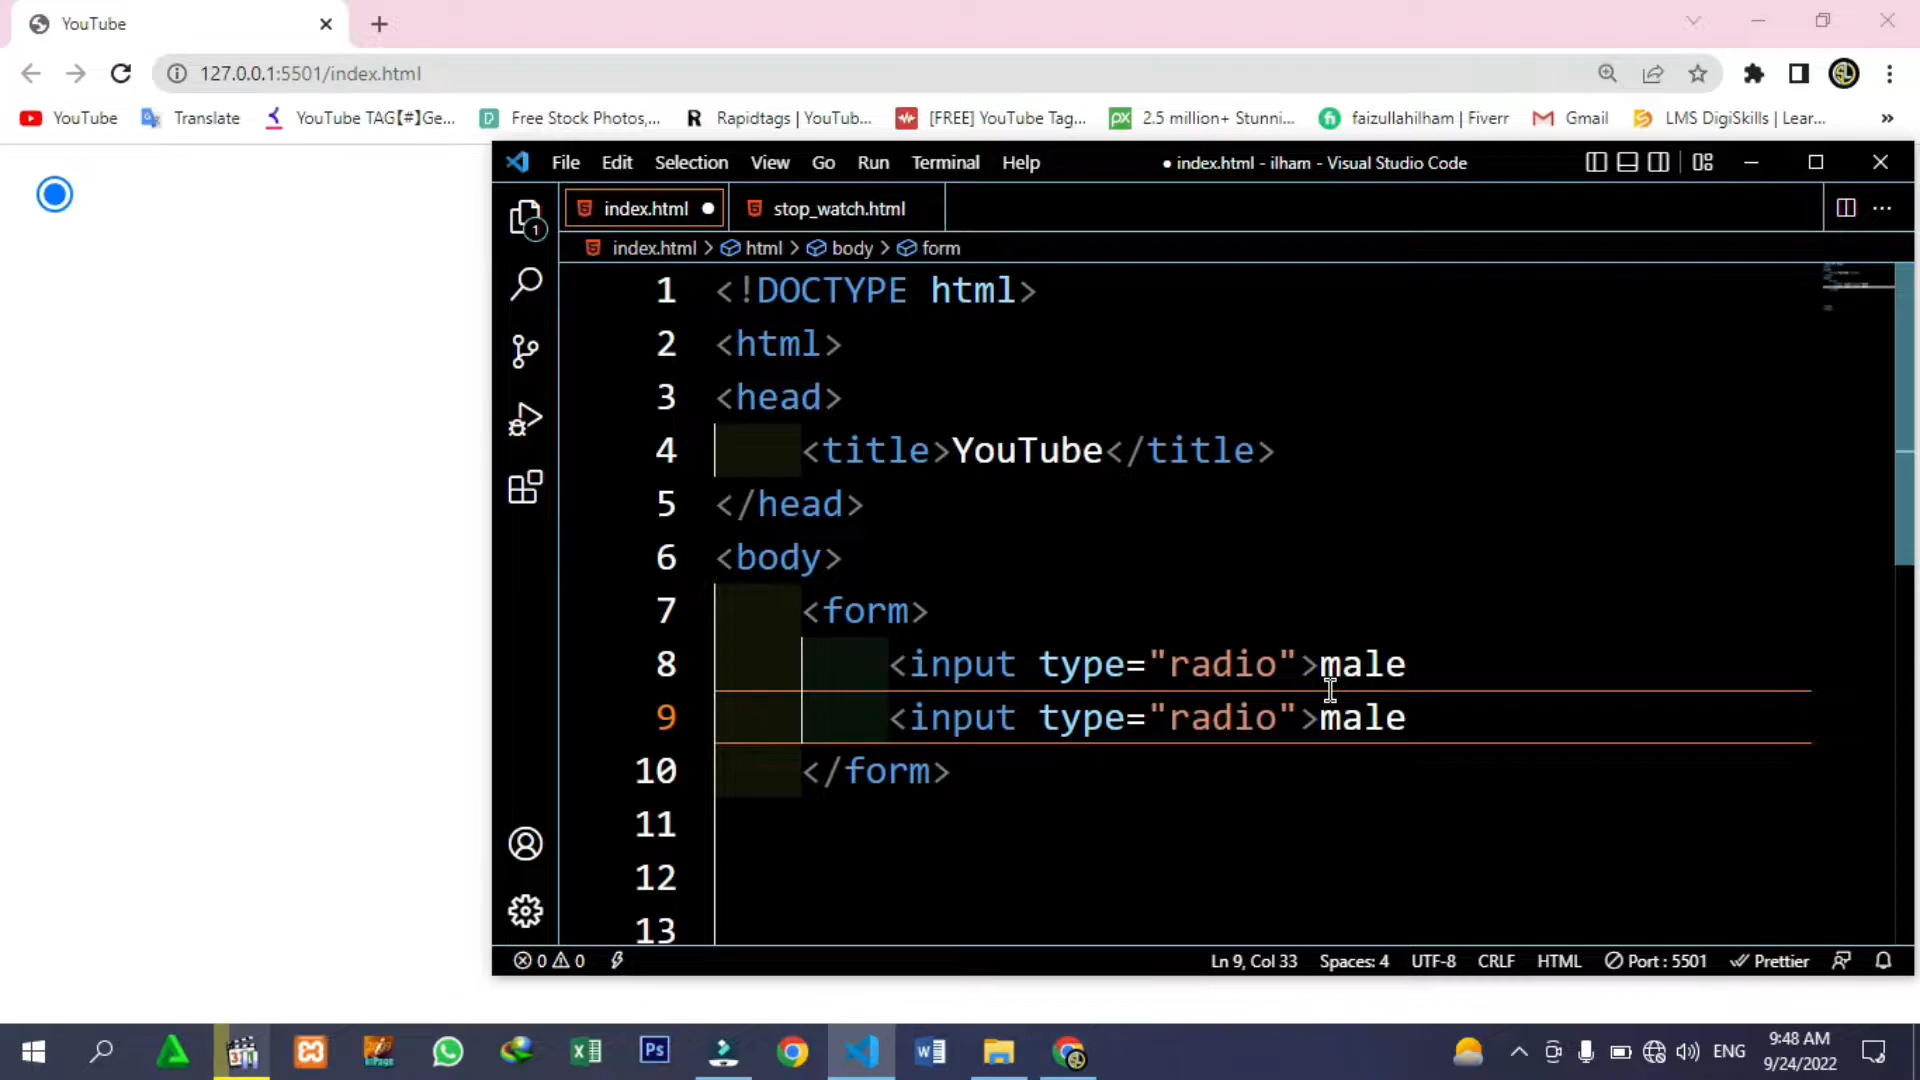 YouTube
127.0.0.1:5501/index.html
YouTube Translate YouTube TAG【#】Ge... Free Stock Photos,... Rapidtags | YouTub... [FREE] YouTube Tag... 2.5 million+ Stunni... faizullahilham | Fiverr Gmail LMS DigiSkills | Lear... »
File Edit Selection View Go Run Terminal Help ● index.html - ilham - Visual Studio Code
index.html stop_watch.html
index.html > html > body > form
1 <!DOCTYPE html>
2 <html>
3 <head>
4 <title>YouTube</title>
5 </head>
6 <body>
7 <form>
8 <input type="radio">male
9 <input type="radio">male
10 </form>
11
12
13
0 0 Ln 9, Col 33 Spaces: 4 UTF-8 CRLF HTML Port : 5501 Prettier
ENG 9:48 AM
9/24/2022